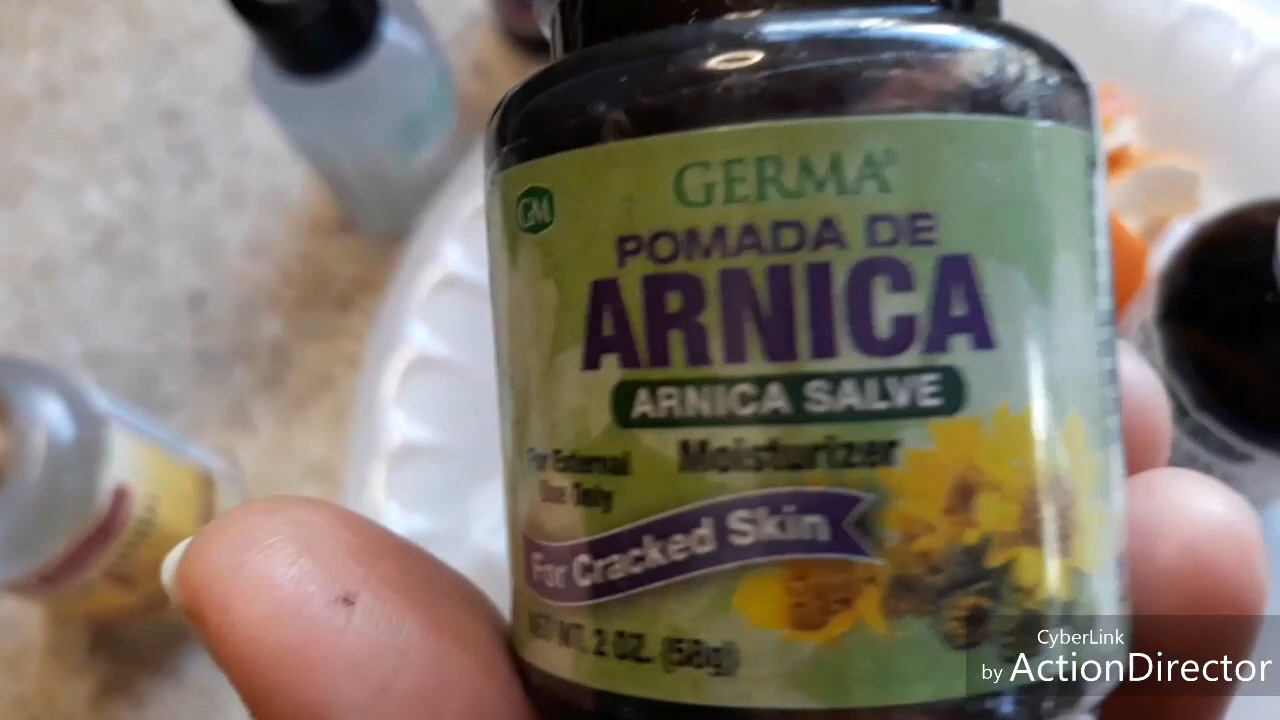 GM
GERMA®
POMADA DE
ARNICA
ARNICA SALVE
Moisturizer
For External
Use Only
For Cracked Skin
NET WT. 2 OZ. (58g)
CyberLink
by ActionDirector